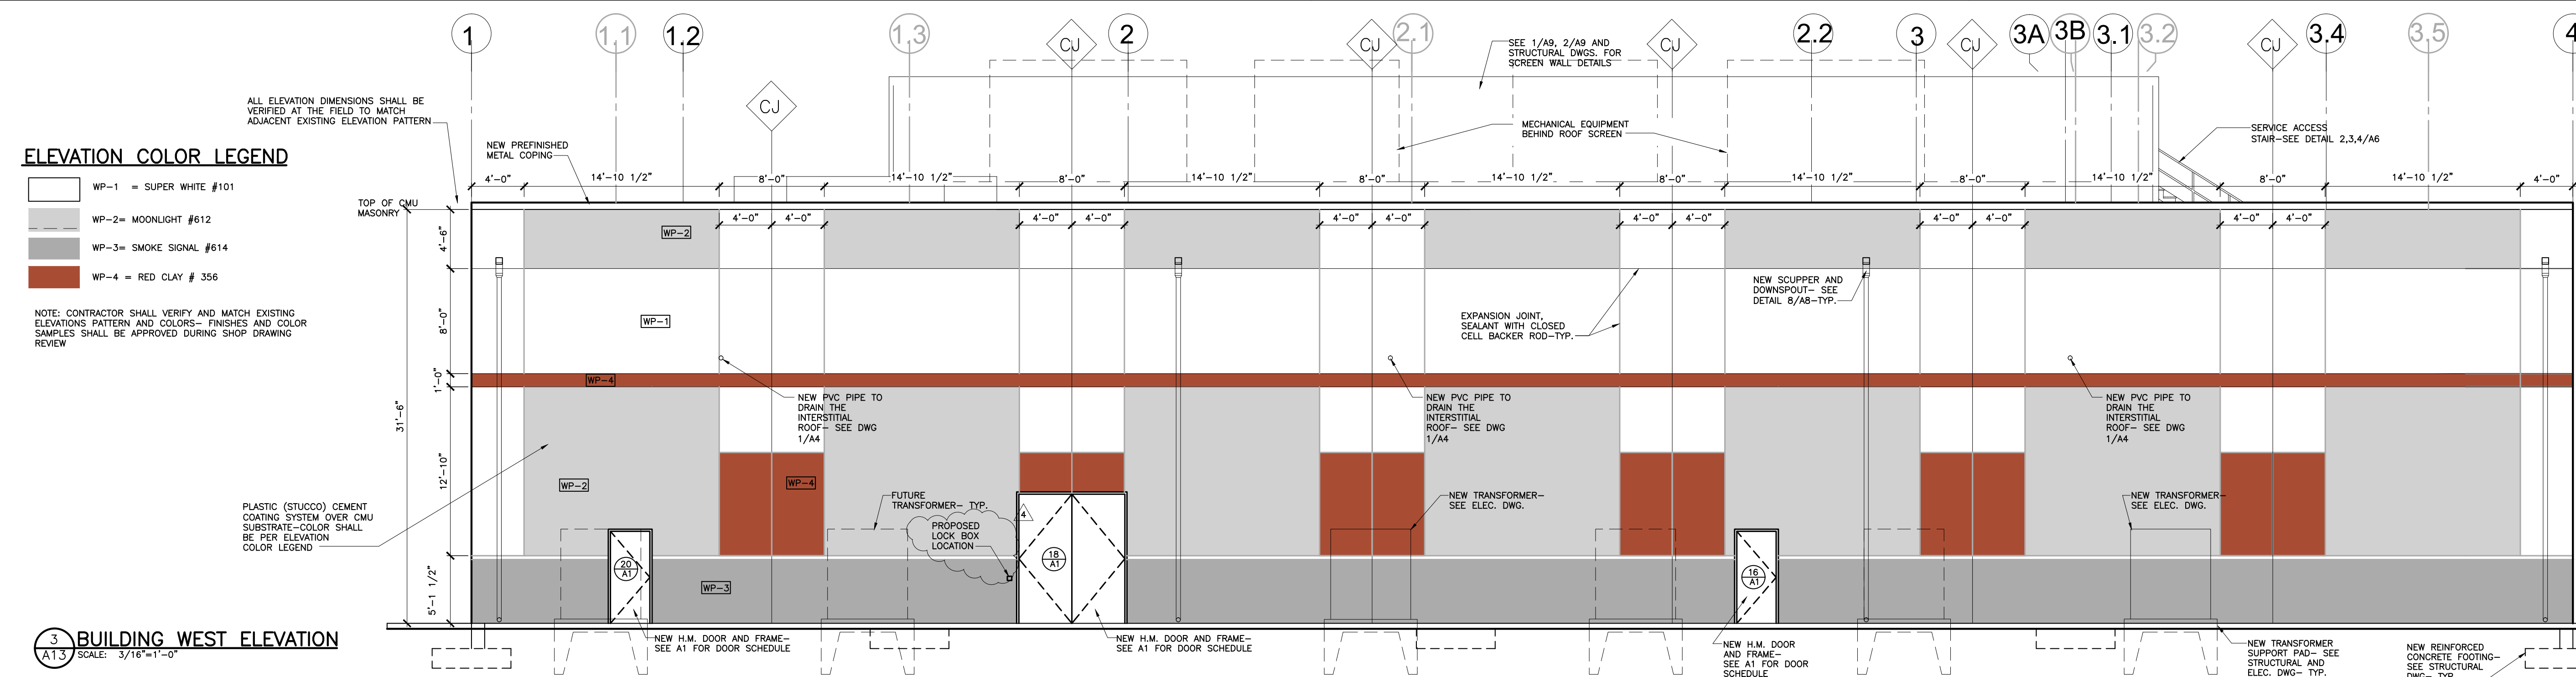 1
1.1
1.2
1.3
CJ
2
CJ
2.1
CJ
2.2
3
CJ
3A
3B
3.1
3.2
CJ
3.4
3.5
4
CJ
SEE 1/A9, 2/A9 AND
STRUCTURAL DWGS. FOR
SCREEN WALL DETAILS
ALL ELEVATION DIMENSIONS SHALL BE
VERIFIED AT THE FIELD TO MATCH
ADJACENT EXISTING ELEVATION PATTERN
MECHANICAL EQUIPMENT
BEHIND ROOF SCREEN
SERVICE ACCESS
STAIR-SEE DETAIL 2,3,4/A6
NEW PREFINISHED
METAL COPING
ELEVATION COLOR LEGEND
WP-1 = SUPER WHITE #101
WP-2= MOONLIGHT #612
WP-3= SMOKE SIGNAL #614
WP-4 = RED CLAY # 356
NOTE: CONTRACTOR SHALL VERIFY AND MATCH EXISTING
ELEVATIONS PATTERN AND COLORS- FINISHES AND COLOR
SAMPLES SHALL BE APPROVED DURING SHOP DRAWING
REVIEW
4'-0" 14'-10 1/2" 8'-0" 14'-10 1/2" 8'-0" 14'-10 1/2" 8'-0" 14'-10 1/2" 8'-0" 14'-10 1/2" 8'-0" 14'-10 1/2" 8'-0" 14'-10 1/2" 4'-0"
TOP OF CMU
MASONRY
4'-0" 4'-0" 4'-0" 4'-0" 4'-0" 4'-0" 4'-0" 4'-0" 4'-0" 4'-0" 4'-0" 4'-0"
4'-6"
8'-0"
1'-0"
12'-10"
5'-1 1/2"
31'-6"
WP-2
WP-1
WP-4
WP-2
WP-4
WP-3
NEW SCUPPER AND
DOWNSPOUT- SEE
DETAIL 8/A8-TYP.
EXPANSION JOINT,
SEALANT WITH CLOSED
CELL BACKER ROD-TYP.
NEW PVC PIPE TO
DRAIN THE
INTERSTITIAL
ROOF- SEE DWG
1/A4
NEW PVC PIPE TO
DRAIN THE
INTERSTITIAL
ROOF- SEE DWG
1/A4
NEW PVC PIPE TO
DRAIN THE
INTERSTITIAL
ROOF- SEE DWG
1/A4
PLASTIC (STUCCO) CEMENT
COATING SYSTEM OVER CMU
SUBSTRATE-COLOR SHALL
BE PER ELEVATION
COLOR LEGEND
FUTURE
TRANSFORMER- TYP.
PROPOSED
LOCK BOX
LOCATION
4
NEW TRANSFORMER-
SEE ELEC. DWG.
NEW TRANSFORMER-
SEE ELEC. DWG.
20
A1
18
A1
16
A1
3
A13
BUILDING WEST ELEVATION
SCALE: 3/16"=1'-0"
NEW H.M. DOOR AND FRAME-
SEE A1 FOR DOOR SCHEDULE
NEW H.M. DOOR AND FRAME-
SEE A1 FOR DOOR SCHEDULE
NEW H.M. DOOR
AND FRAME-
SEE A1 FOR DOOR
SCHEDULE
NEW TRANSFORMER
SUPPORT PAD- SEE
STRUCTURAL AND
ELEC. DWG- TYP.
NEW REINFORCED
CONCRETE FOOTING-
SEE STRUCTURAL
DWG- TYP